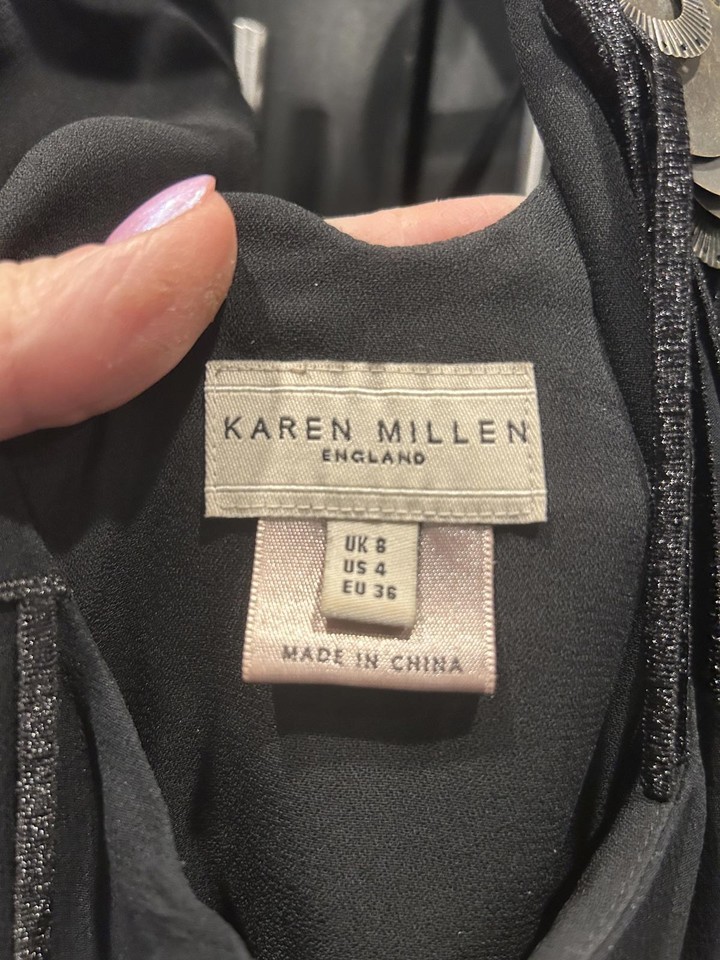 KAREN MILLEN
ENGLAND
UK 8
US 4
EU 36
MADE IN CHINA